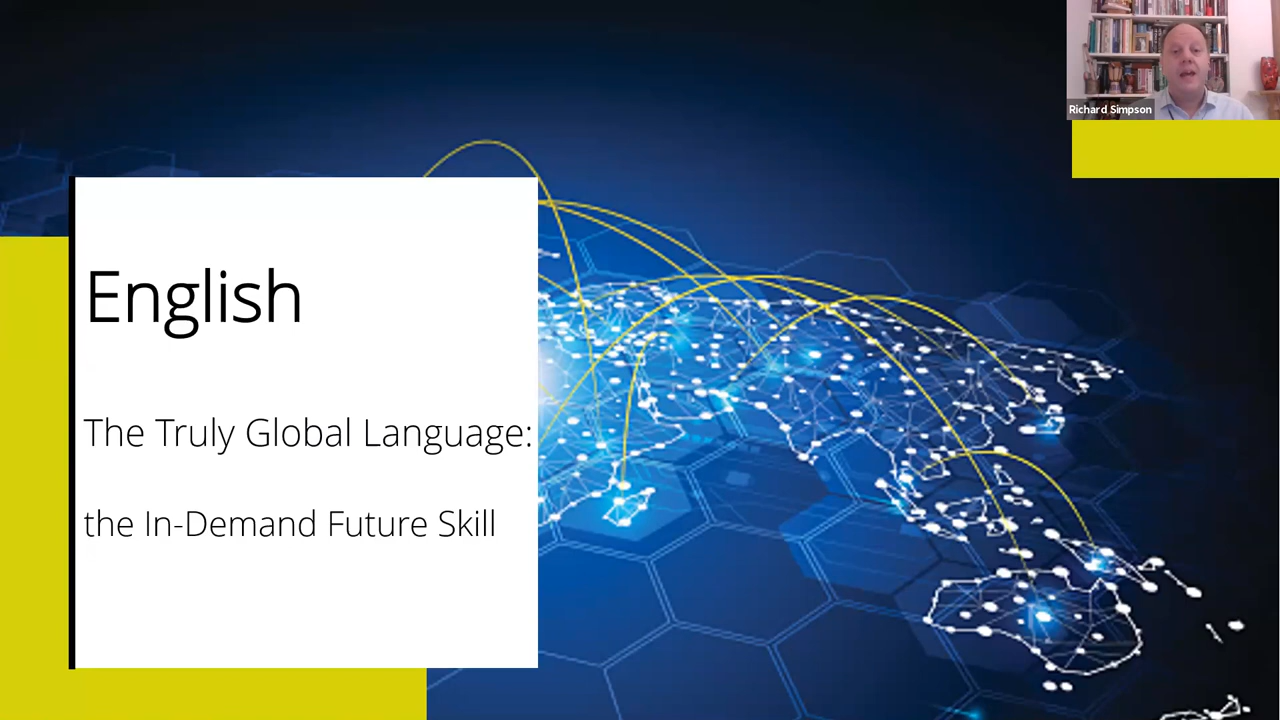 Richard Simpson
English
The Truly Global Language:
the In-Demand Future Skill